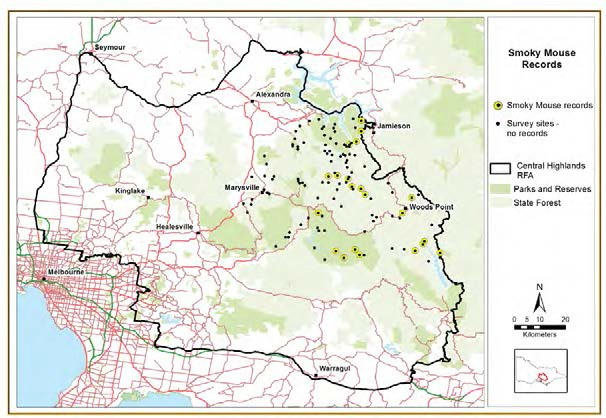 Seymour
Alexandra
Jamieson
Kinglake
Marysville
Woods Point
Healesville
Melbourne
Warragul
Smoky Mouse
Records
Smoky Mouse records
Survey sites -
no records
Central Highlands
RFA
Parks and Reserves
State Forest
N
0 5 10 20
Kilometers